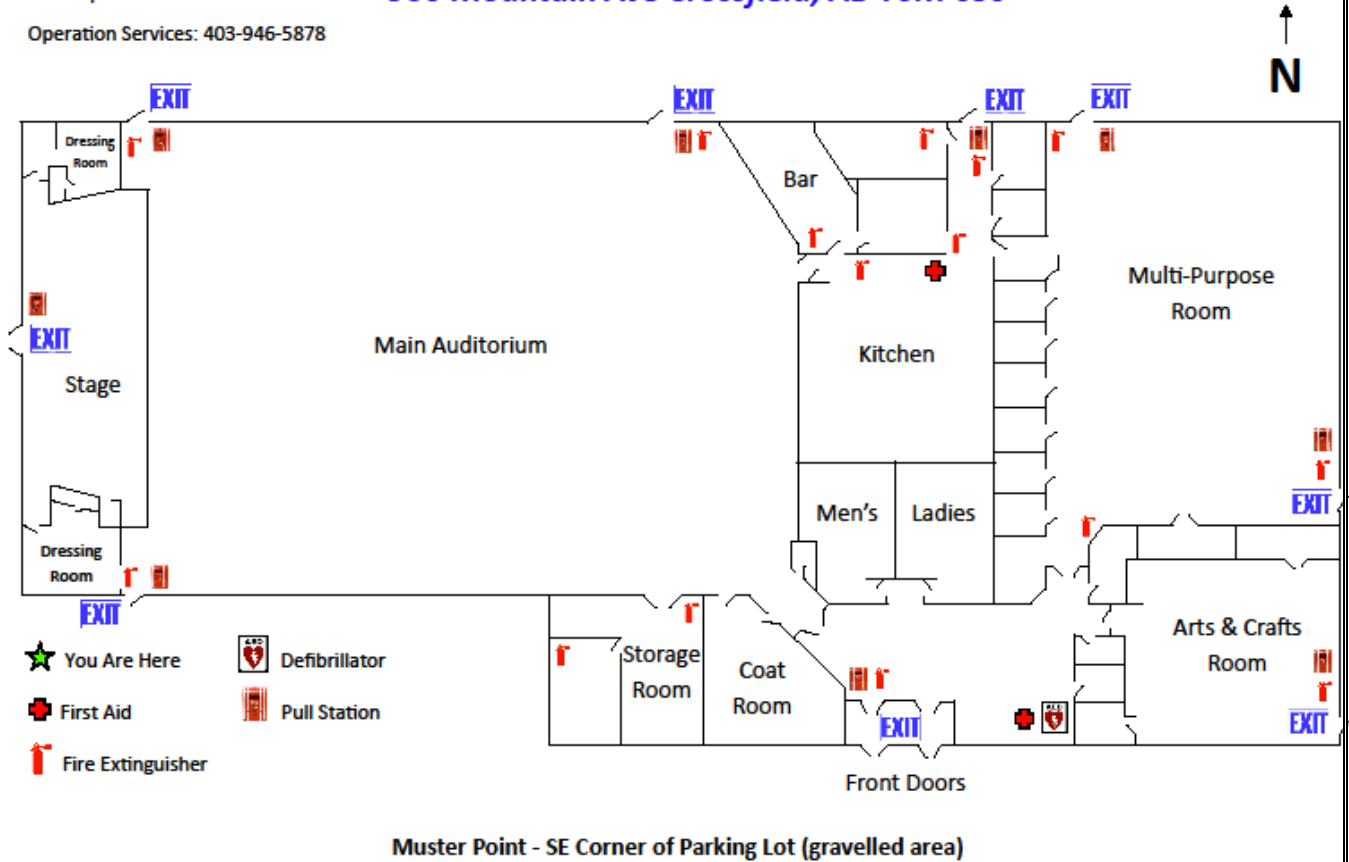 Operation Services: 403-946-5878
N
EXIT
EXIT
EXIT
EXIT
Dressing
Room
Bar
Multi-Purpose
Room
EXIT
Main Auditorium
Kitchen
Stage
EXIT
Men's
Ladies
Dressing
Room
EXIT
Arts & Crafts
Room
You Are Here
Defibrillator
Storage
Room
Coat
Room
First Aid
Pull Station
EXIT
EXIT
Fire Extinguisher
Front Doors
Muster Point - SE Corner of Parking Lot (gravelled area)